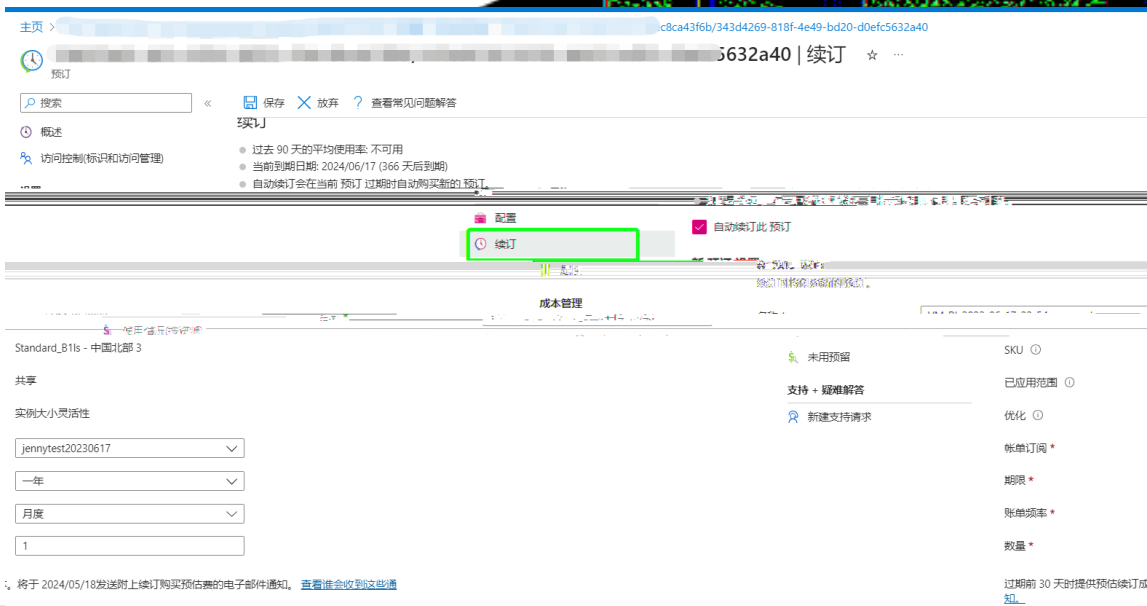 主页 >
c8ca43f6b/343d4269-818f-4e49-bd20-d0efc5632a40
5632a40 | 续订
预订
搜索
保存 放弃 ? 查看常见问题解答
续订
概述
访问控制(标识和访问管理)
过去 90 天的平均使用率: 不可用
当前到期日期: 2024/06/17 (366 天后到期)
自动续订会在当前 预订 过期时自动购买新的 预订。
配置
自动续订此 预订
续订
成本管理
Standard_B1ls - 中国北部 3
未用预留
SKU
共享
支持 + 疑难解答
已应用范围
实例大小灵活性
新建支持请求
优化
jennytest20230617
帐单订阅 *
一年
期限 *
月度
账单频率 *
1
数量 *
将于 2024/05/18发送附上续订购买预估费的电子邮件通知。 查看谁会收到这些通
过期前 30 天时提供预估续订成
知。